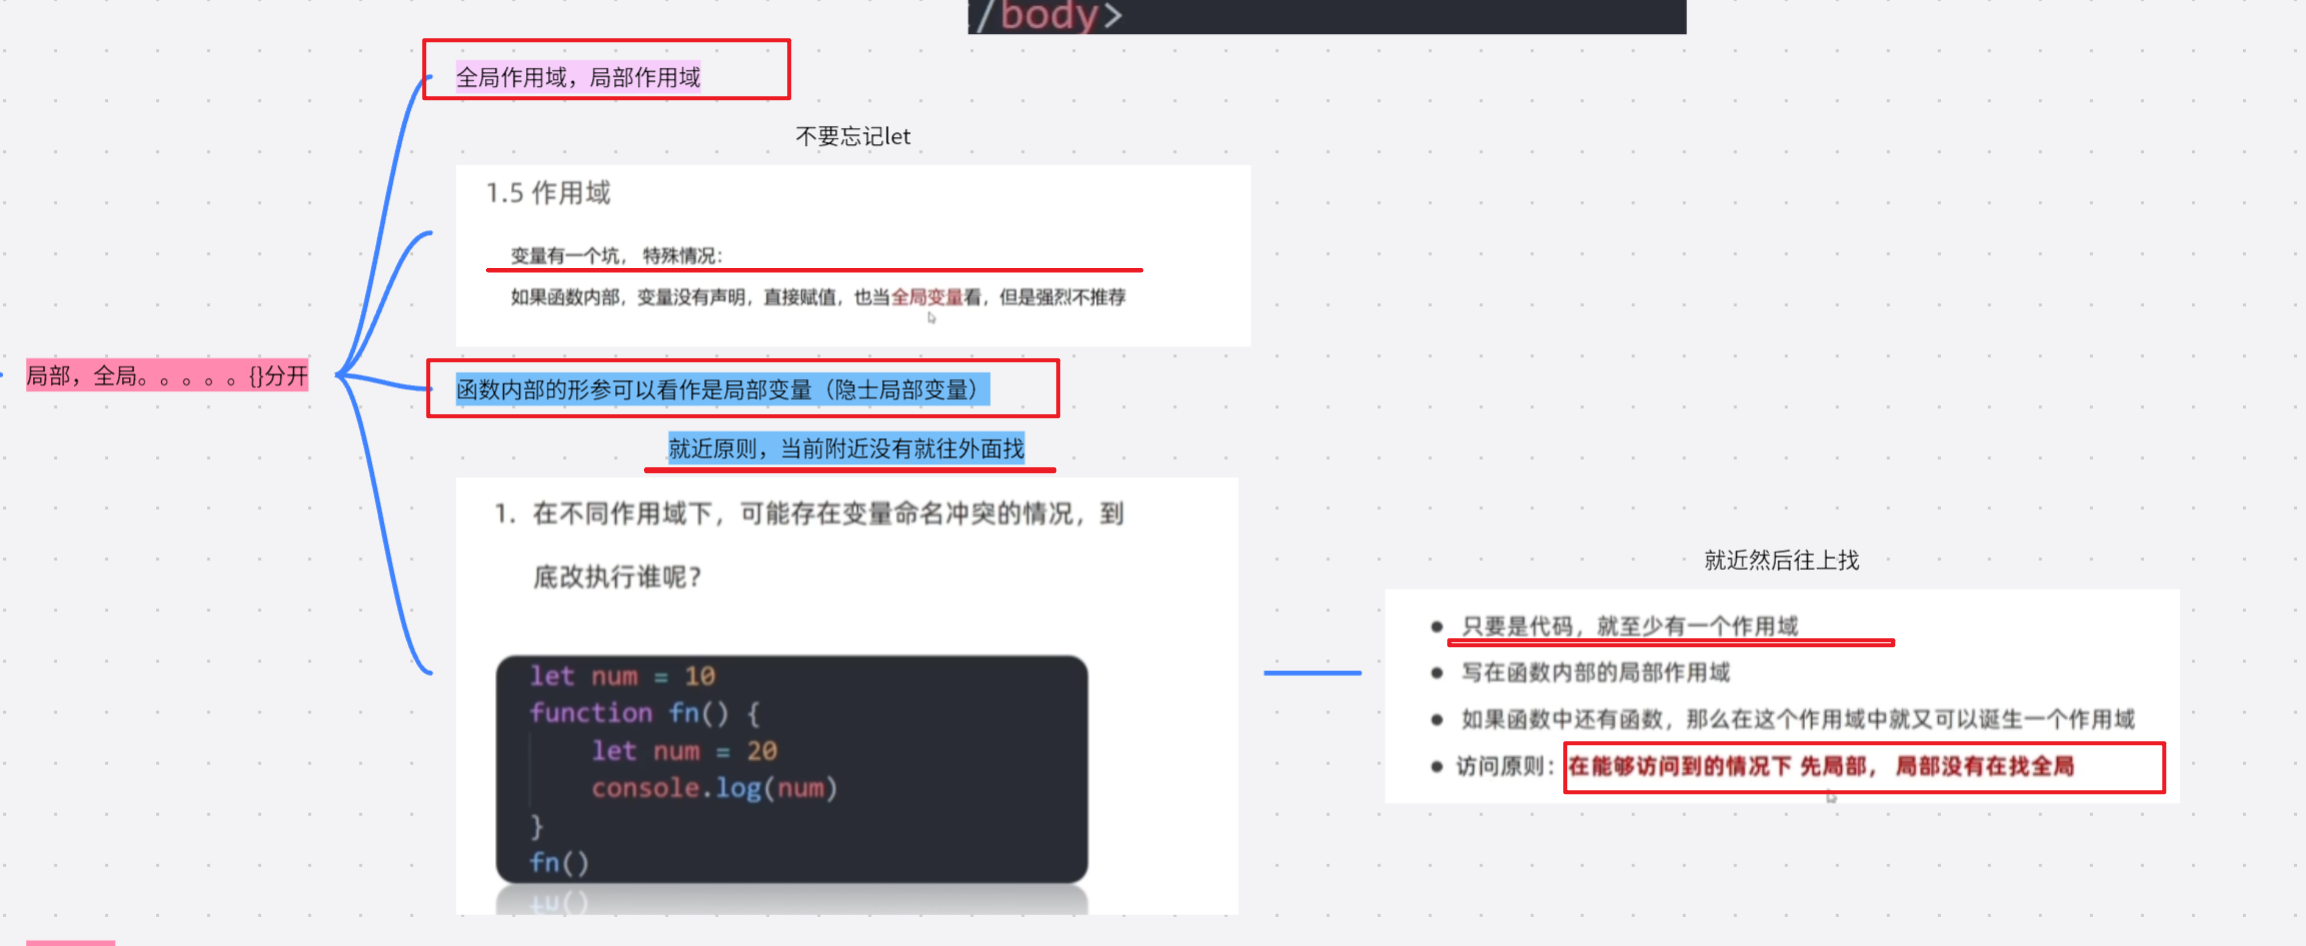 /body>
全局作用域，局部作用域
不要忘记let
1.5 作用域
变量有一个坑， 特殊情况：
如果函数内部，变量没有声明，直接赋值，也当全局变量看，但是强烈不推荐
局部，全局。。。。。{}分开
函数内部的形参可以看作是局部变量（隐士局部变量）
就近原则，当前附近没有就往外面找
1. 在不同作用域下，可能存在变量命名冲突的情况，到
底改执行谁呢？
let num = 10
function fn() {
let num = 20
console.log(num)
}
fn()
就近然后往上找
● 只要是代码，就至少有一个作用域
● 写在函数内部的局部作用域
● 如果函数中还有函数，那么在这个作用域中就又可以诞生一个作用域
● 访问原则：在能够访问到的情况下 先局部， 局部没有在找全局